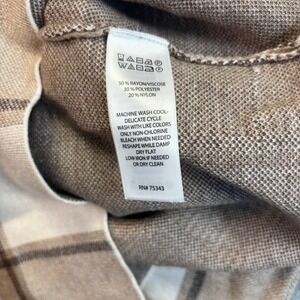 50% RAYON/VISCOSE
30% POLYESTER
20% NYLON
MACHINE WASH COOL-
DELICATE CYCLE
WASH WITH LIKE COLORS
ONLY NON-CHLORINE
BLEACH WHEN NEEDED
RESHAPE WHILE DAMP
DRY FLAT
LOW IRON IF NEEDED
OR DRY CLEAN
RN# 75343